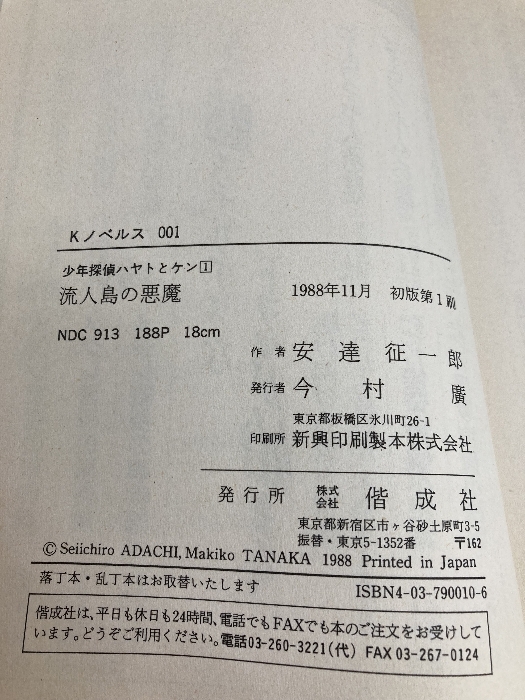 Kノベルス 001
少年探偵ハヤトとケン1
流人島の悪魔
1988年11月 初版第1刷
NDC 913 188P 18cm
作者 安達征一郎
発行者 今村廣
東京都板橋区氷川町26-1
印刷所 新興印刷製本株式会社
発行所 株式会社 偕成社
東京都新宿区市ヶ谷砂土原町3-5
振替・東京5-1352番 〒162
© Seiichiro ADACHI, Makiko TANAKA 1988 Printed in Japan
落丁本・乱丁本はお取替いたします ISBN4-03-790010-6
偕成社は、平日も休日も24時間、電話でもFAXでも本のご注文をお受けして
います。どうぞご利用ください。電話03-260-3221(代) FAX 03-267-0124